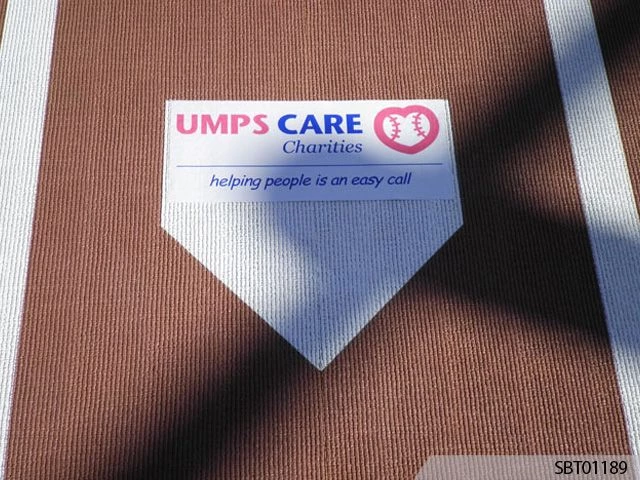 UMPS CARE
Charities
helping people is an easy call
SBT01189